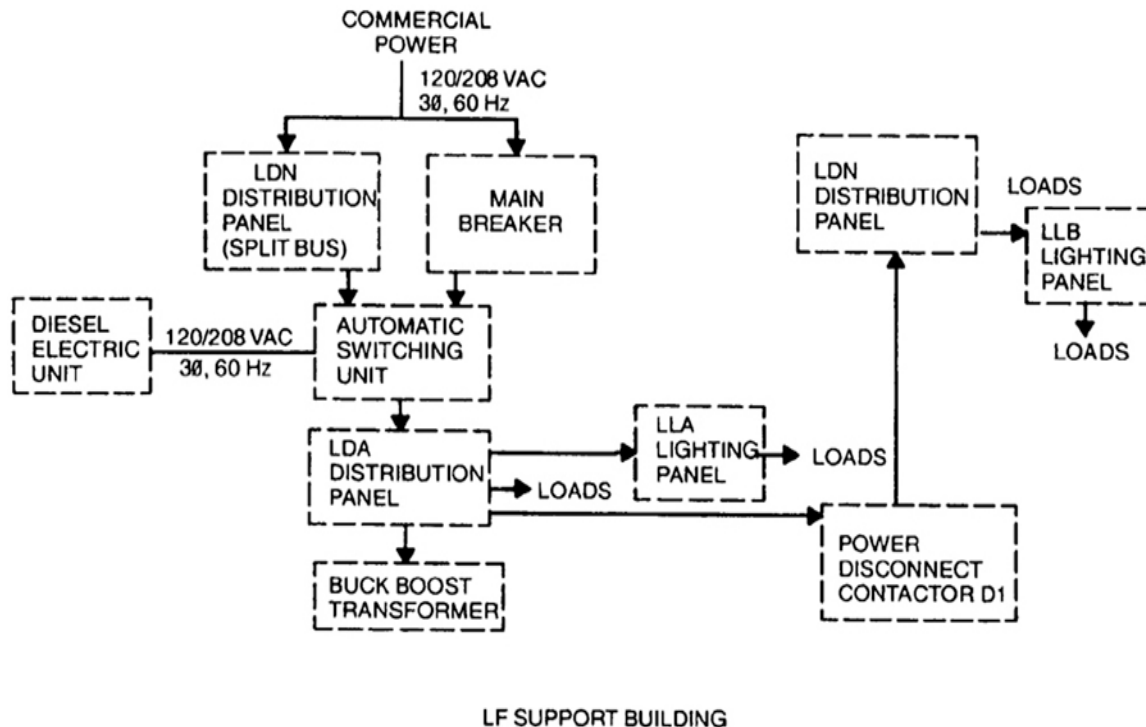 COMMERCIAL
POWER
120/208 VAC
3Ø, 60 Hz
LDN
DISTRIBUTION
PANEL
(SPLIT BUS)
MAIN
BREAKER
LDN
DISTRIBUTION
PANEL
LOADS
LLB
LIGHTING
PANEL
LOADS
DIESEL
ELECTRIC
UNIT
120/208 VAC
3Ø, 60 Hz
AUTOMATIC
SWITCHING
UNIT
LDA
DISTRIBUTION
PANEL
LOADS
LLA
LIGHTING
PANEL
LOADS
BUCK BOOST
TRANSFORMER
POWER
DISCONNECT
CONTACTOR D1
LF SUPPORT BUILDING